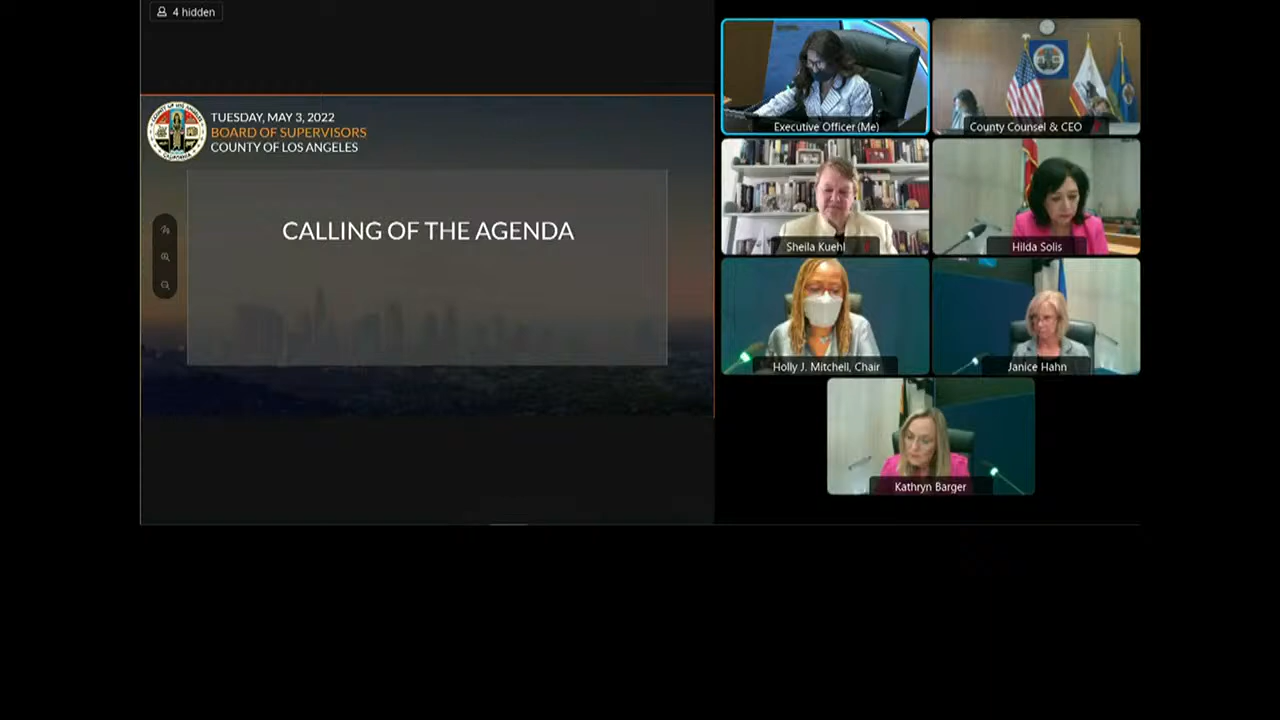 4 hidden
TUESDAY, MAY 3, 2022
BOARD OF SUPERVISORS
COUNTY OF LOS ANGELES
CALLING OF THE AGENDA
Executive Officer (Me)
County Counsel & CEO
Sheila Kuehl
Hilda Solis
Holly J. Mitchell, Chair
Janice Hahn
Kathryn Barger